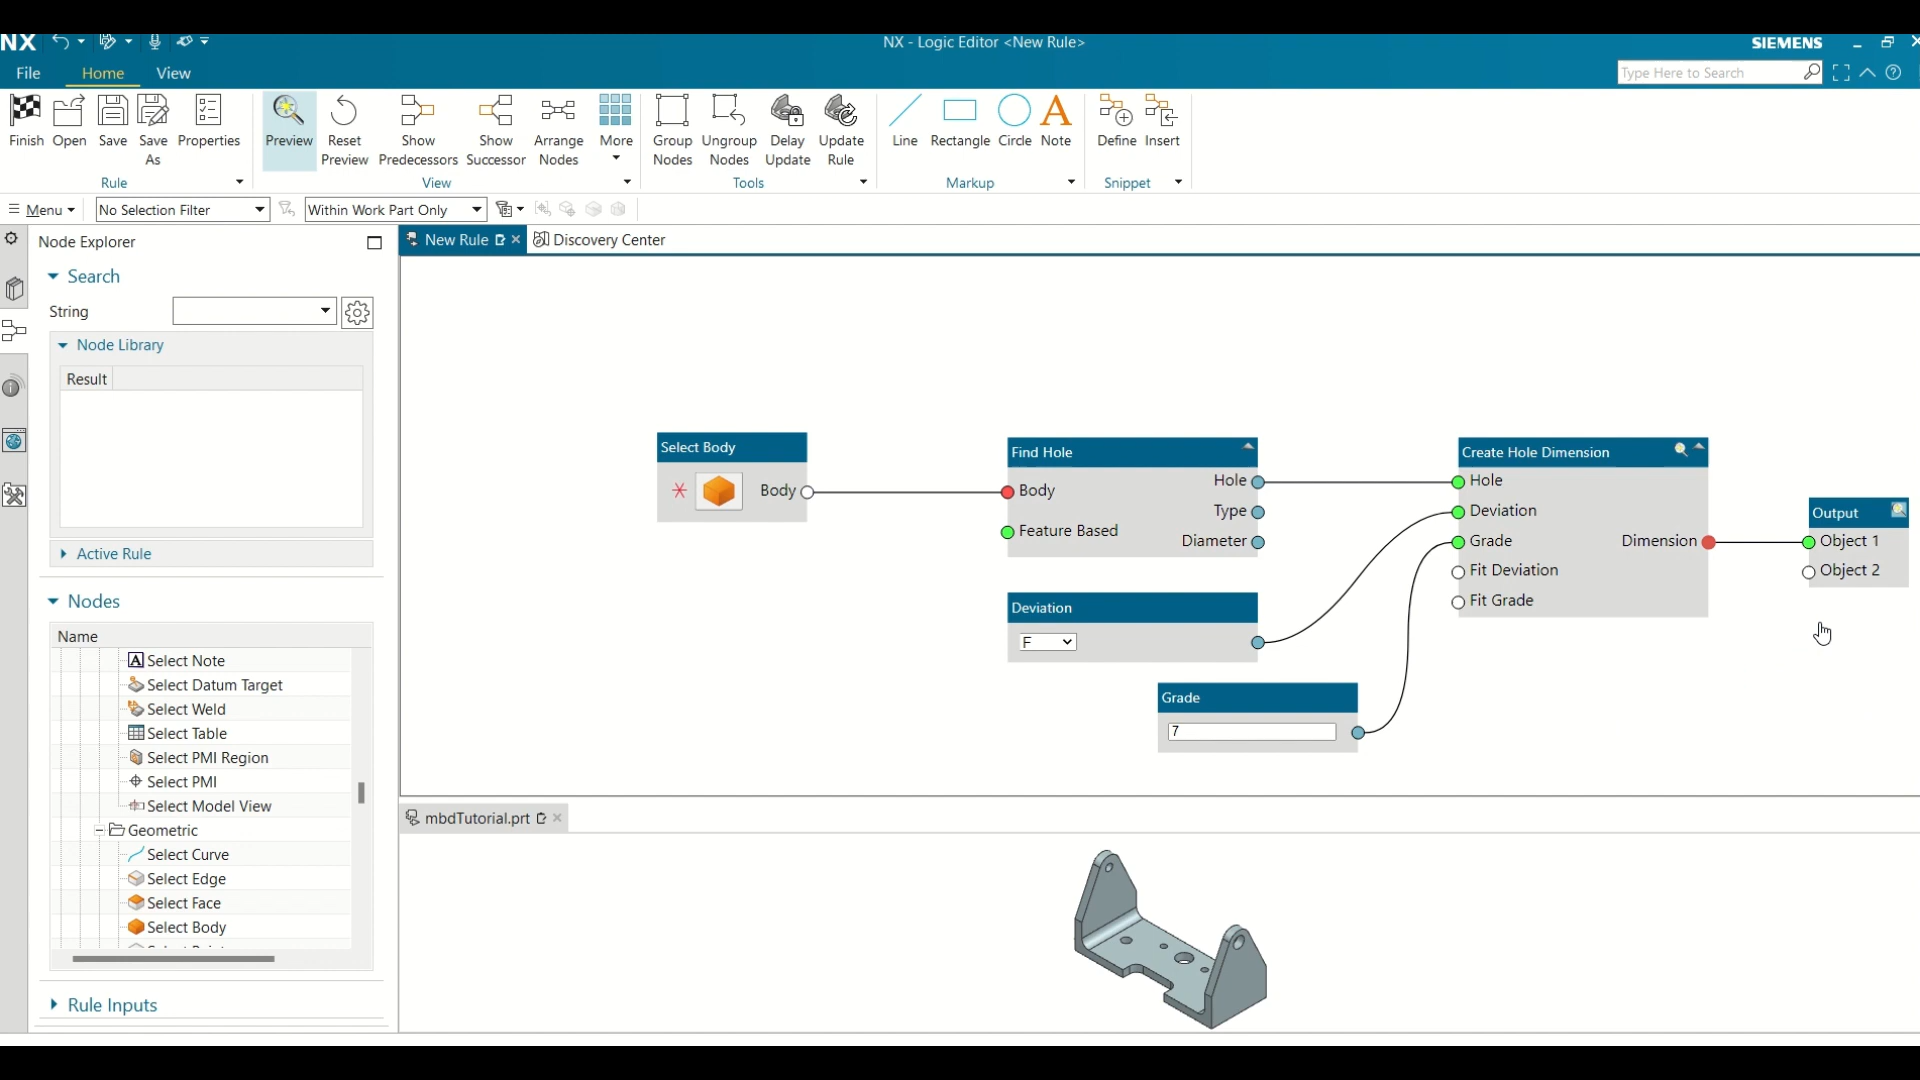 NX
NX - Logic Editor <New Rule>
SIEMENS
File
Home
View
Type Here to Search
Finish
Open
Save
Save As
Properties
Preview
Reset Preview
Show Predecessors
Show Successor
Arrange Nodes
More
Group Nodes
Ungroup Nodes
Delay Update
Update Rule
Line
Rectangle
Circle
Note
Define
Insert
Rule
View
Tools
Markup
Snippet
Menu
No Selection Filter
Within Work Part Only
Node Explorer
New Rule
Discovery Center
Search
String
Node Library
Result
Active Rule
Nodes
Name
Select Note
Select Datum Target
Select Weld
Select Table
Select PMI Region
Select PMI
Select Model View
Geometric
Select Curve
Select Edge
Select Face
Select Body
Rule Inputs
Select Body
Body
Find Hole
Hole
Body
Type
Feature Based
Diameter
Deviation
F
Grade
7
Create Hole Dimension
Hole
Deviation
Grade
Dimension
Fit Deviation
Fit Grade
Output
Object 1
Object 2
mbdTutorial.prt